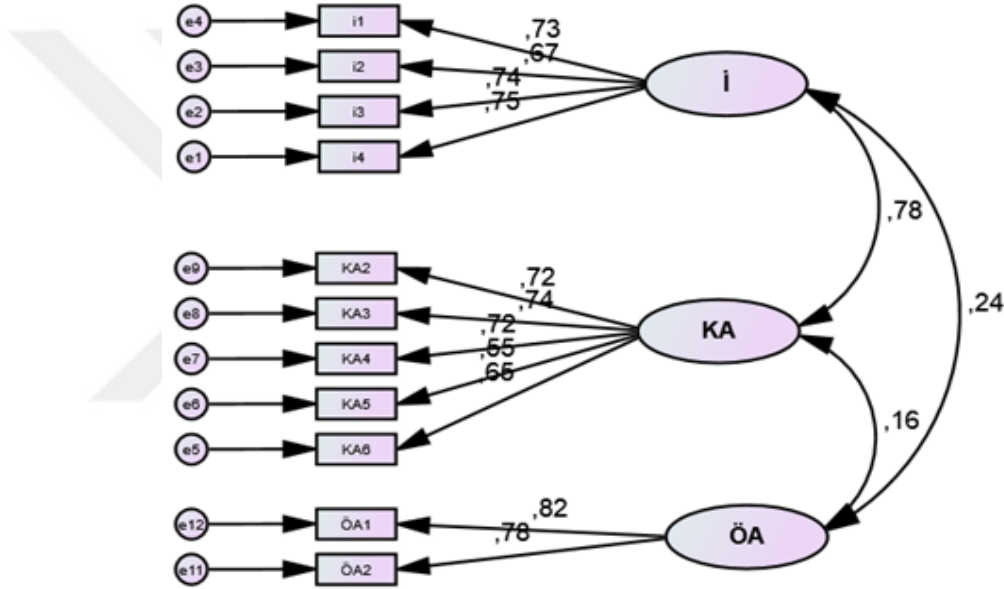 e4 i1
,73
e3 i2
,67
e2 i3
,74
e1 i4
,75
İ
,78
,24
e9 KA2
,72
e8 KA3
,74
e7 KA4
,72
e6 KA5
,55
e5 KA6
,65
KA
,16
e12 ÖA1
,82
e11 ÖA2
,78
ÖA